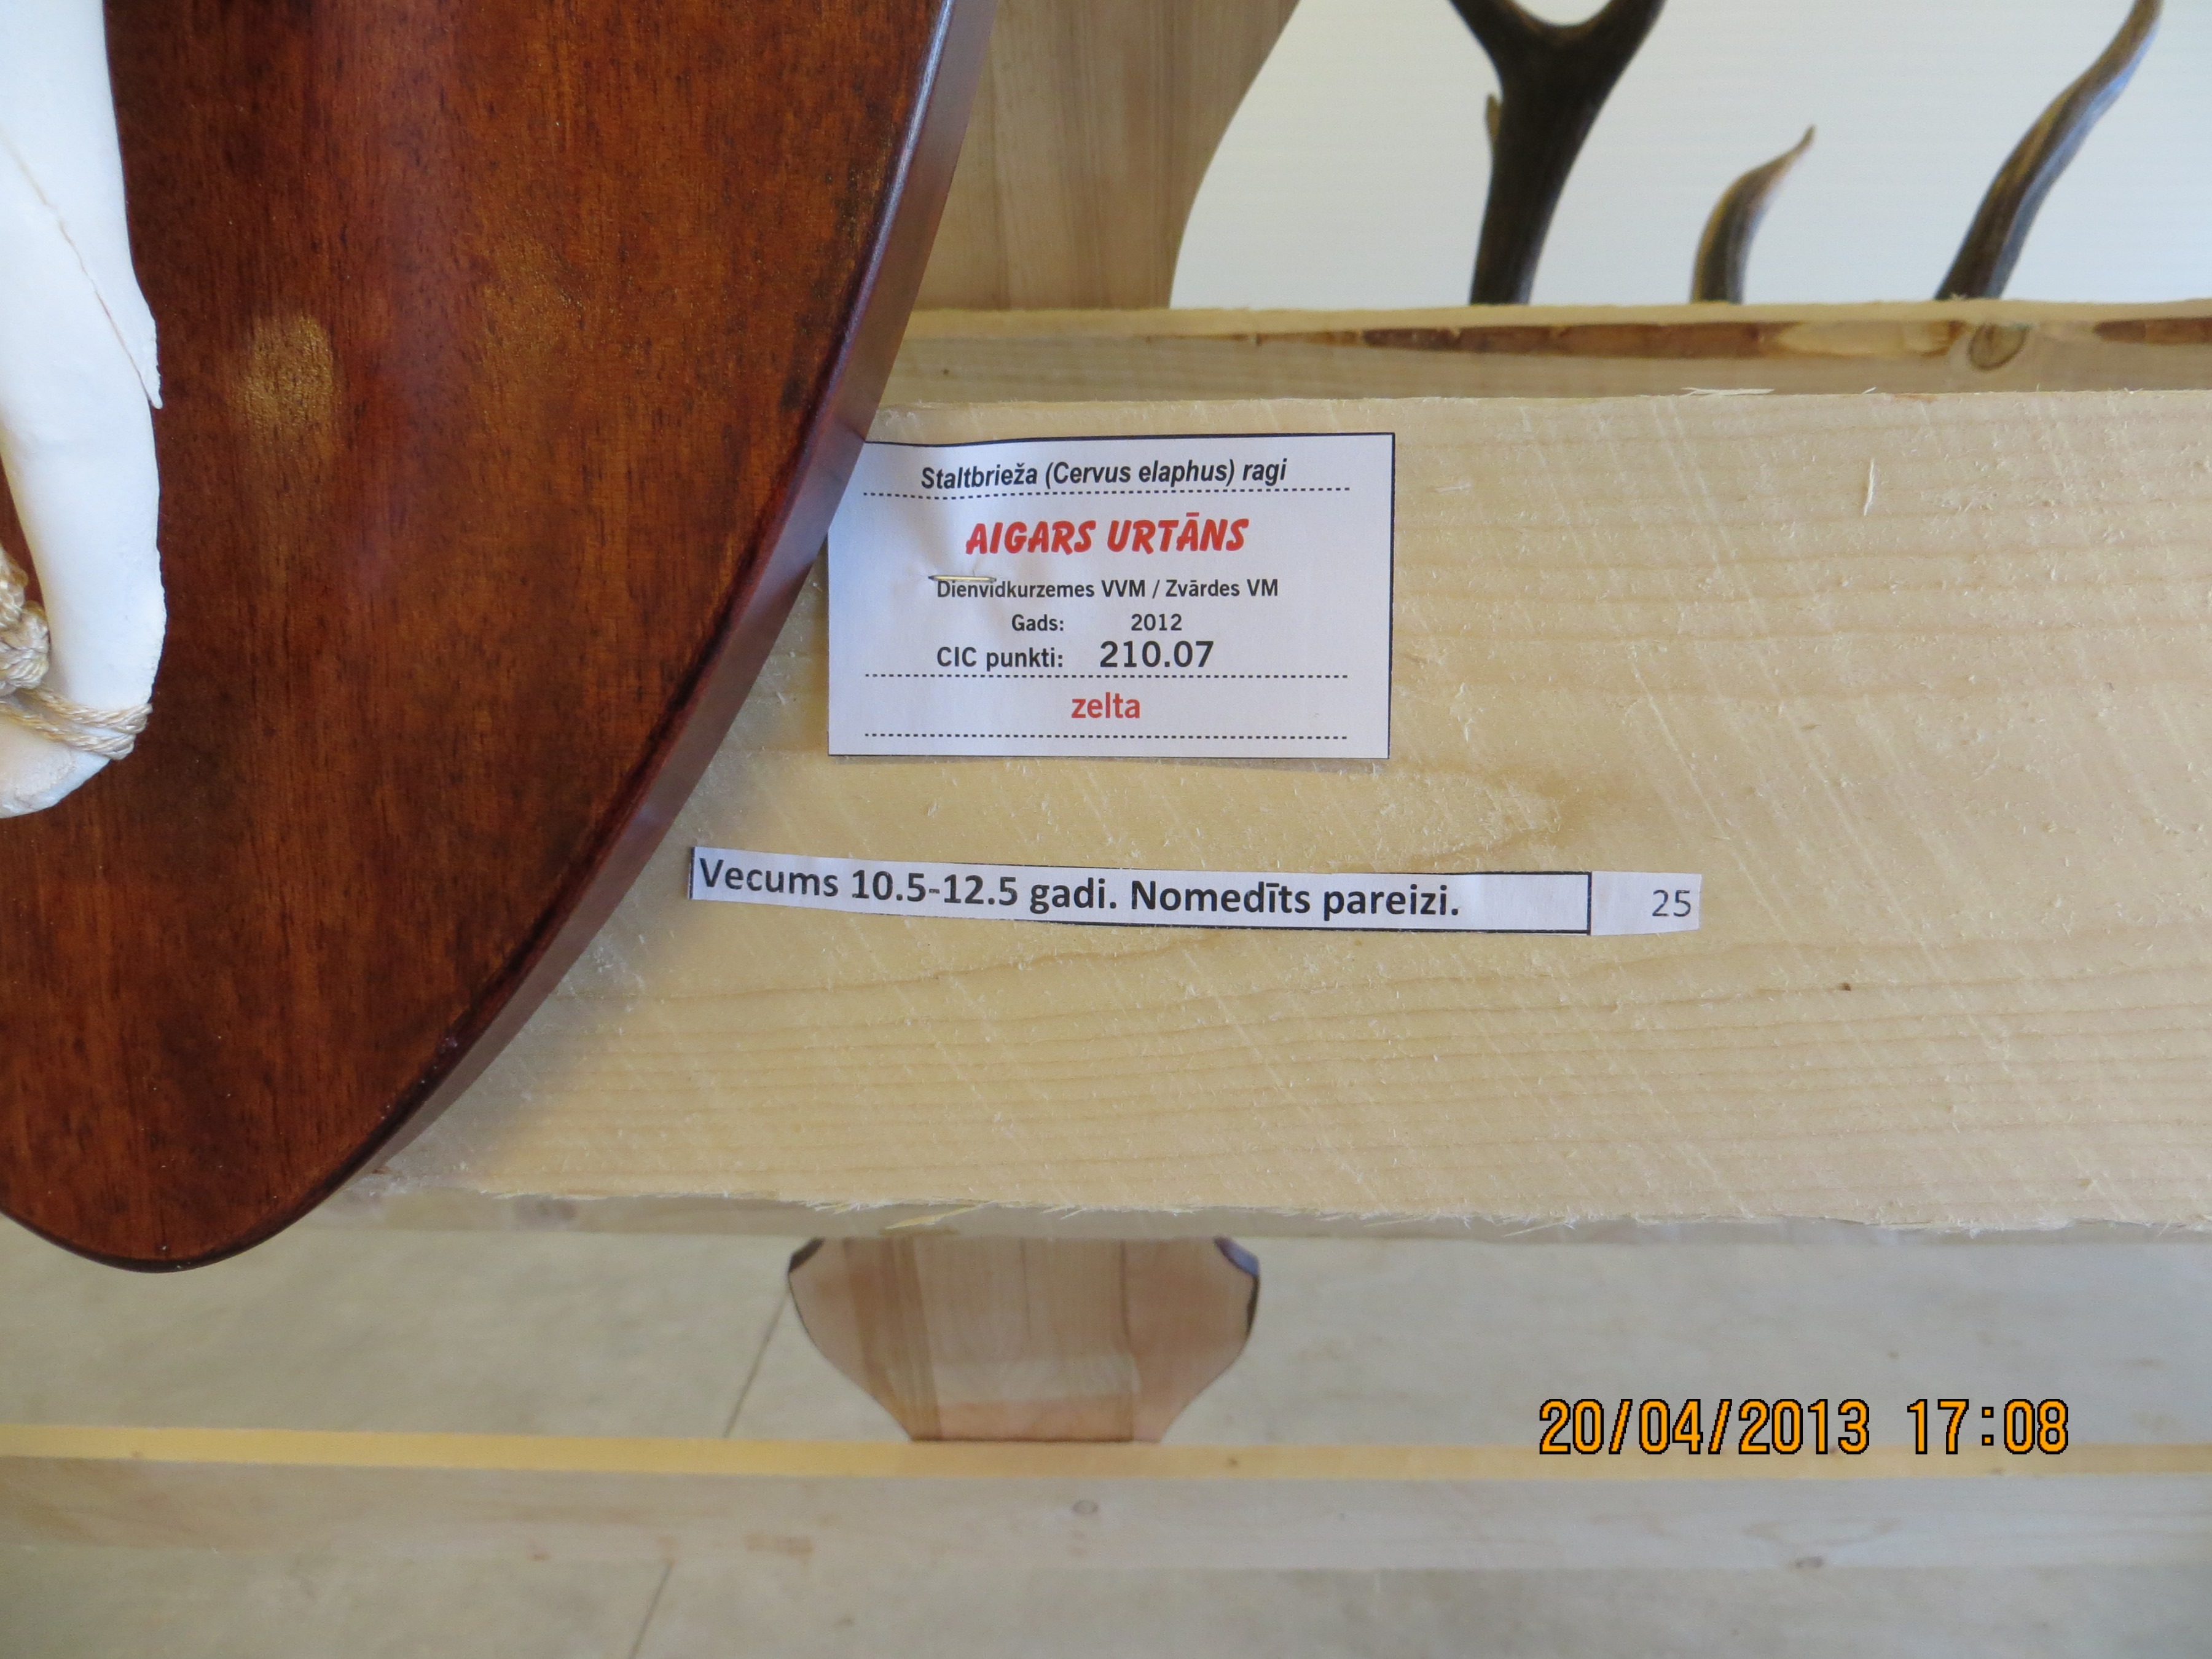 Staltbrieža (Cervus elaphus) ragi
AIGARS URTĀNS
Dienvidkurzemes VVM / Zvārdes VM
Gads: 2012
CIC punkti: 210.07
zelta
Vecums 10.5-12.5 gadi. Nomedīts pareizi. 25
20/04/2013 17:08